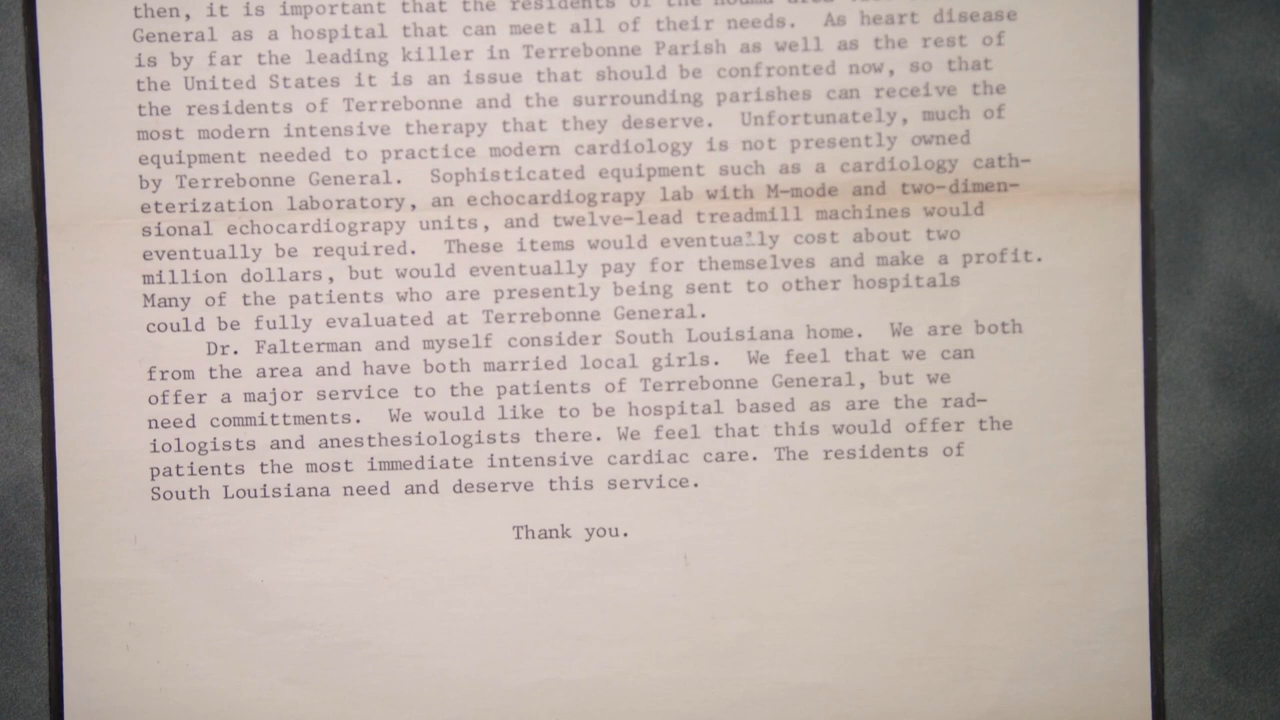 then, it is important that the residents of the Houma area
General as a hospital that can meet all of their needs.  As heart disease
is by far the leading killer in Terrebonne Parish as well as the rest of
the United States it is an issue that should be confronted now, so that
the residents of Terrebonne and the surrounding parishes can receive the
most modern intensive therapy that they deserve.  Unfortunately, much of
equipment needed to practice modern cardiology is not presently owned
by Terrebonne General.  Sophisticated equipment such as a cardiology cath-
eterization laboratory, an echocardiograpy lab with M-mode and two-dimen-
sional echocardiograpy units, and twelve-lead treadmill machines would
eventually be required.  These items would eventually cost about two
million dollars, but would eventually pay for themselves and make a profit.
Many of the patients who are presently being sent to other hospitals
could be fully evaluated at Terrebonne General.
Dr. Falterman and myself consider South Louisiana home.  We are both
from the area and have both married local girls.  We feel that we can
offer a major service to the patients of Terrebonne General, but we
need committments.  We would like to be hospital based as are the rad-
iologists and anesthesiologists there. We feel that this would offer the
patients the most immediate intensive cardiac care. The residents of
South Louisiana need and deserve this service.
Thank you.